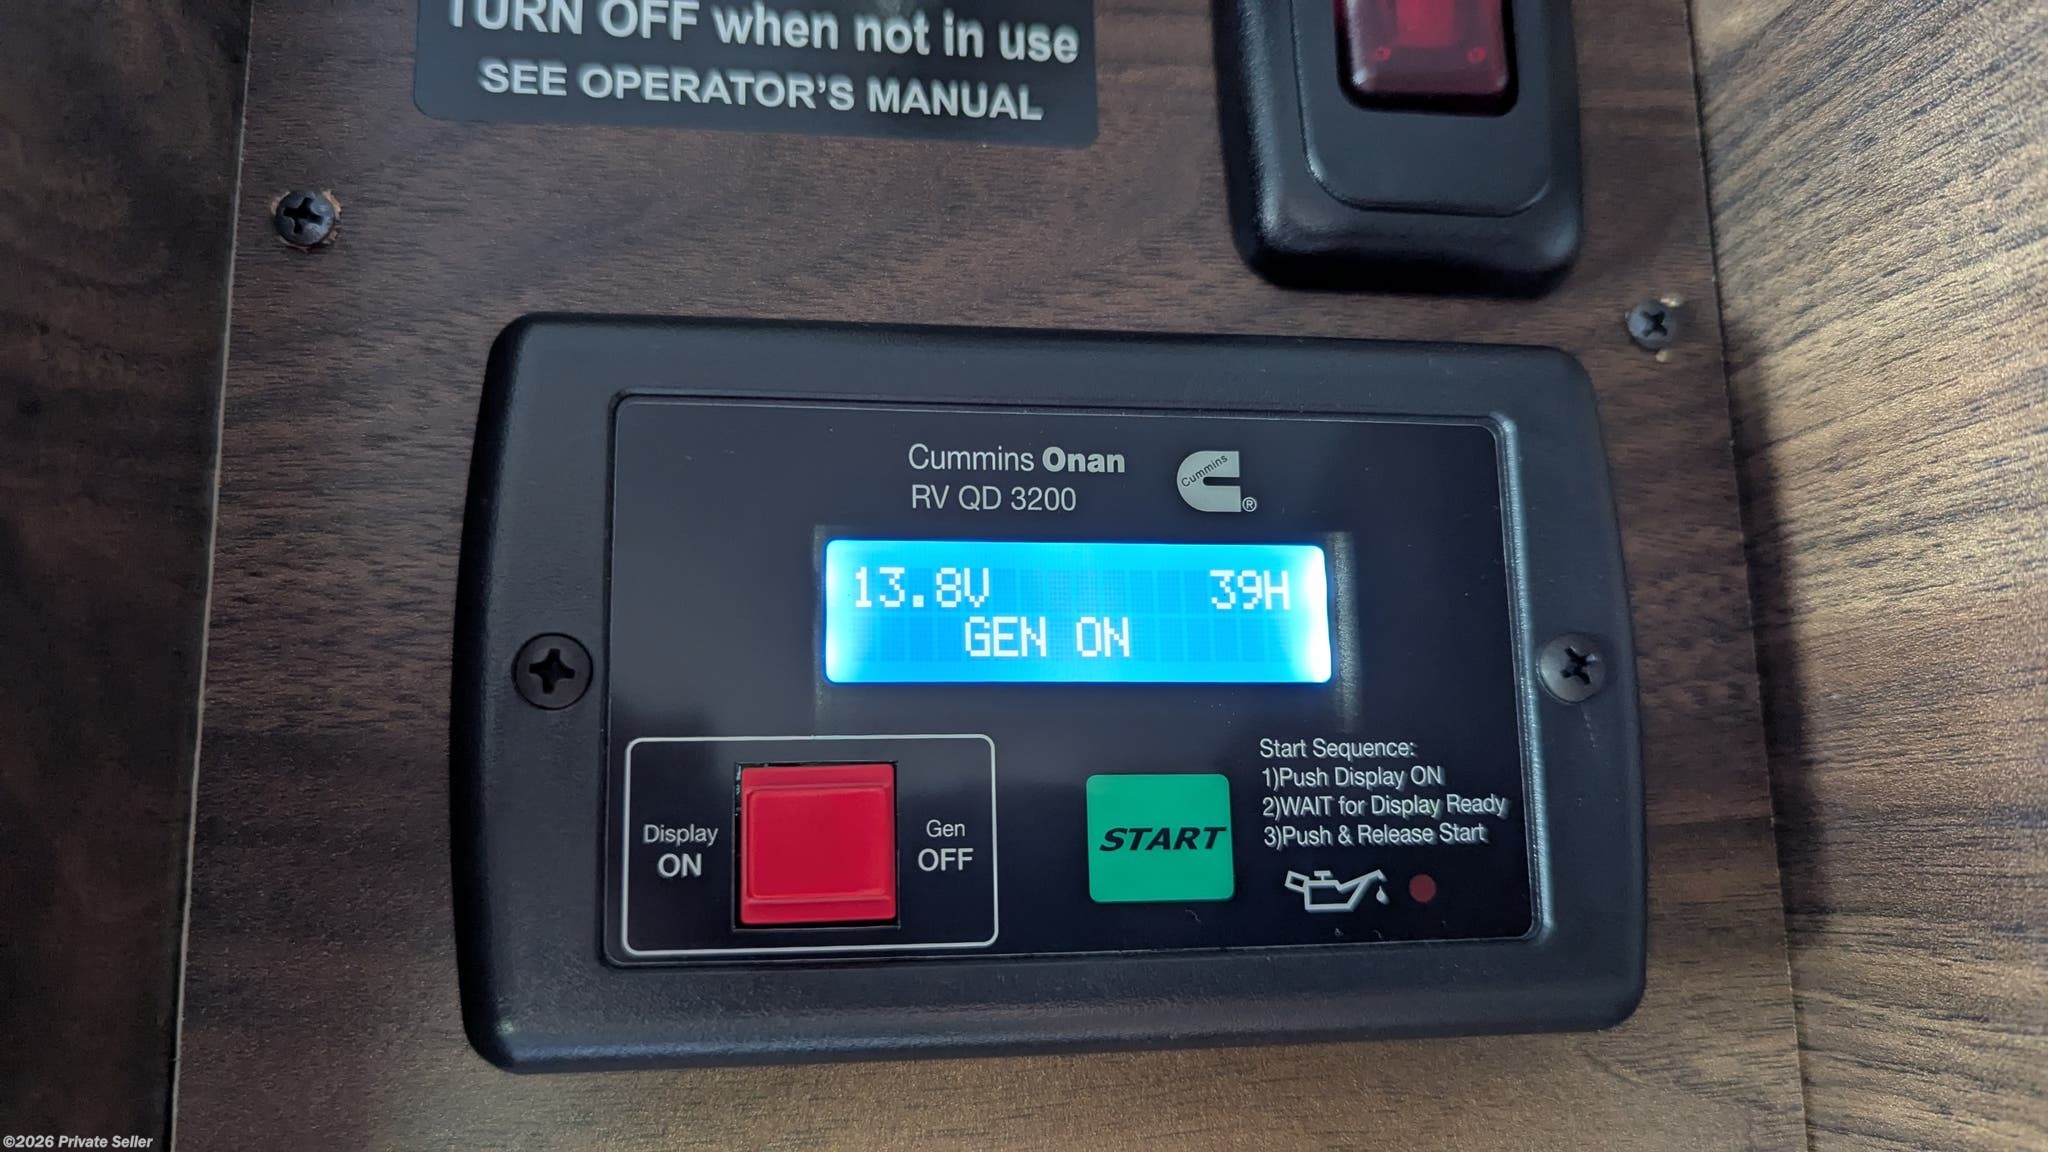 TURN OFF when not in use
SEE OPERATOR'S MANUAL
Cummins Onan
RV QD 3200
Cummins
®
13.8V 39H
GEN ON
Display
ON
Gen
OFF
START
Start Sequence:
1)Push Display ON
2)WAIT for Display Ready
3)Push & Release Start
©2026 Private Seller